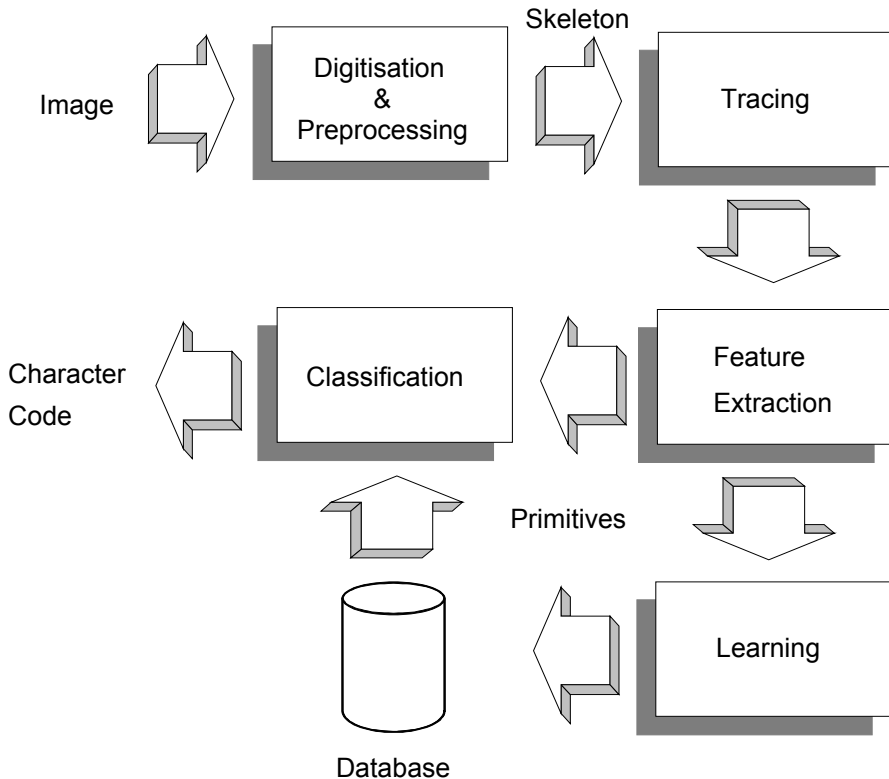 Skeleton
Image
Digitisation
&
Preprocessing
Tracing
Character
Code
Classification
Feature
Extraction
Primitives
Learning
Database